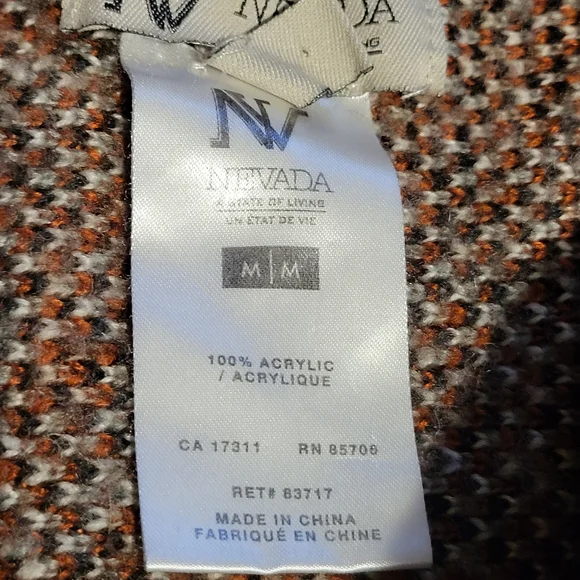 NEVADA
NV
NEVADA
A STATE OF LIVING
UN ÉTAT DE VIE
M | M
100% ACRYLIC
/ ACRYLIQUE
CA 17311 RN 85706
RET# 83717
MADE IN CHINA
FABRIQUÉ EN CHINE